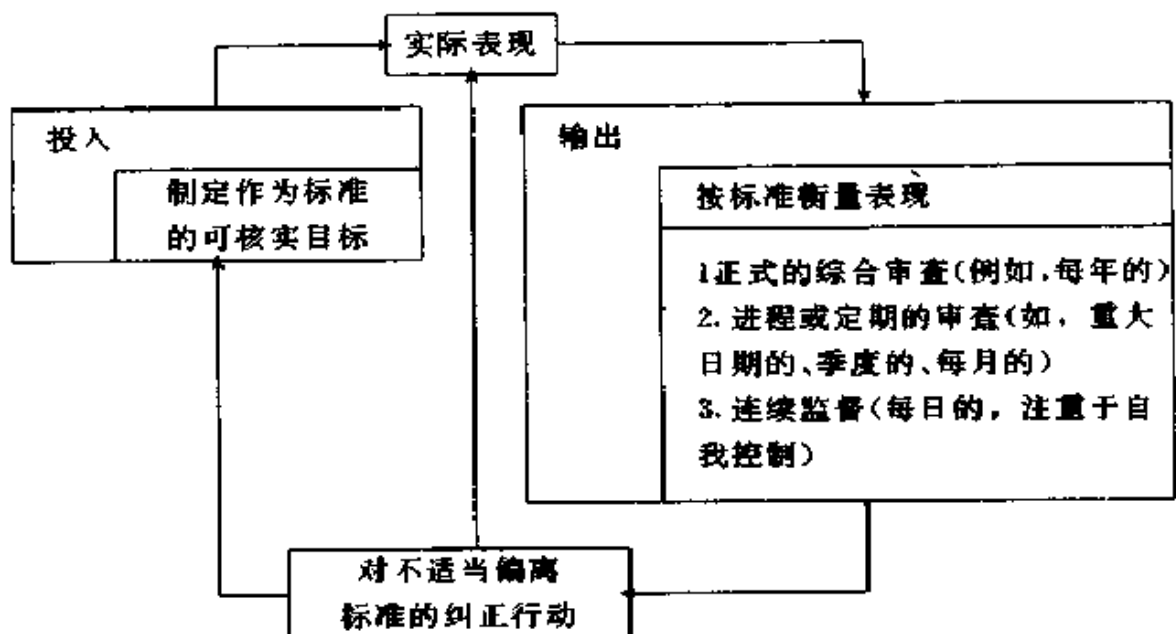 实际表现
投入
制定作为标准
的可核实目标
输出
按标准衡量表现
1正式的综合审查(例如,每年的)
2.进程或定期的审查(如,重大
日期的、季度的、每月的)
3.连续监督(每日的,注重于自
我控制)
对不适当偏离
标准的纠正行动